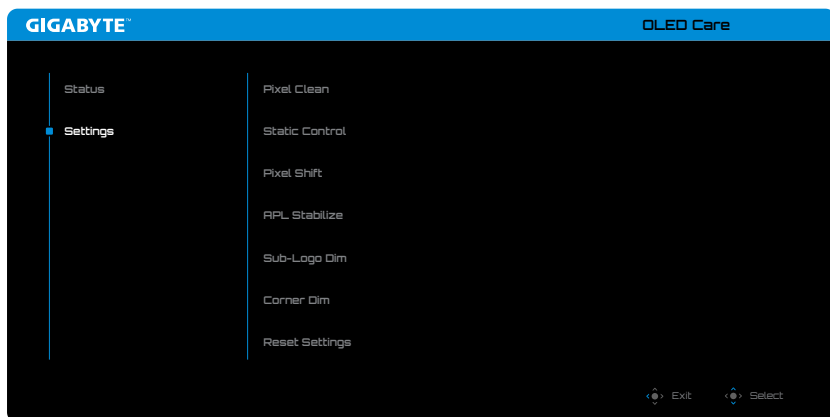 GIGABYTE™
OLED Care
Status
Settings
Pixel Clean
Static Control
Pixel Shift
APL Stabilize
Sub-Logo Dim
Corner Dim
Reset Settings
Exit
Select